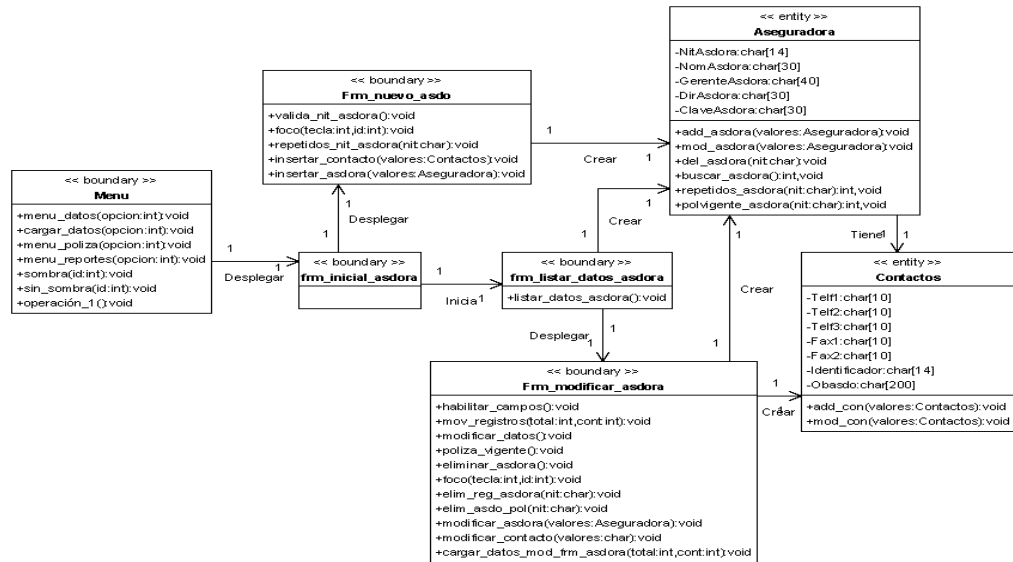 << entity >>
Aseguradora
-NitAsdora:char[14]
-NomAsdora:char[30]
-GerenteAsdora:char[40]
-DirAsdora:char[30]
-ClaveAsdora:char[30]
+add_asdora(valores:Aseguradora):void
+mod_asdora(valores:Aseguradora):void
+del_asdora(nit:char):void
+buscar_asdora():int,void
+repetidos_asdora(nit:char):int,void
+polvigente_asdora(nit:char):int,void
<< boundary >>
Frm_nuevo_asdo
+valida_nit_asdora():void
+foco(tecla:int,id:int):void
+repetidos_nit_asdora(nit:char):void
+insertar_contacto(valores:Contactos):void
+insertar_asdora(valores:Aseguradora):void
1
Crear
1
<< boundary >>
Menu
+menu_datos(opcion:int):void
+cargar_datos(opcion:int):void
+menu_poliza(opcion:int):void
+menu_reportes(opcion:int):void
+sombra(id:int):void
+sin_sombra(id:int):void
+operación_1():void
1
Desplegar
1
1
Desplegar
1
<< boundary >>
frm_inicial_asdora
1
Inicia
1
<< boundary >>
frm_listar_datos_asdora
+listar_datos_asdora():void
1
Crear
1
1
Desplegar
1
1
Crear
1
1
Tiene
1
<< entity >>
Contactos
-Telf1:char[10]
-Telf2:char[10]
-Telf3:char[10]
-Fax1:char[10]
-Fax2:char[10]
-Identificador:char[14]
-Obasdo:char[200]
+add_con(valores:Contactos):void
+mod_con(valores:Contactos):void
<< boundary >>
Frm_modificar_asdora
+habilitar_campos():void
+mov_registros(total:int,cont:int):void
+modificar_datos():void
+poliza_vigente():void
+eliminar_asdora():void
+foco(tecla:int,id:int):void
+elim_reg_asdora(nit:char):void
+elim_asdo_pol(nit:char):void
+modificar_asdora(valores:Aseguradora):void
+modificar_contacto(valores:char):void
+cargar_datos_mod_frm_asdora(total:int,cont:int):void
1
Crear
1